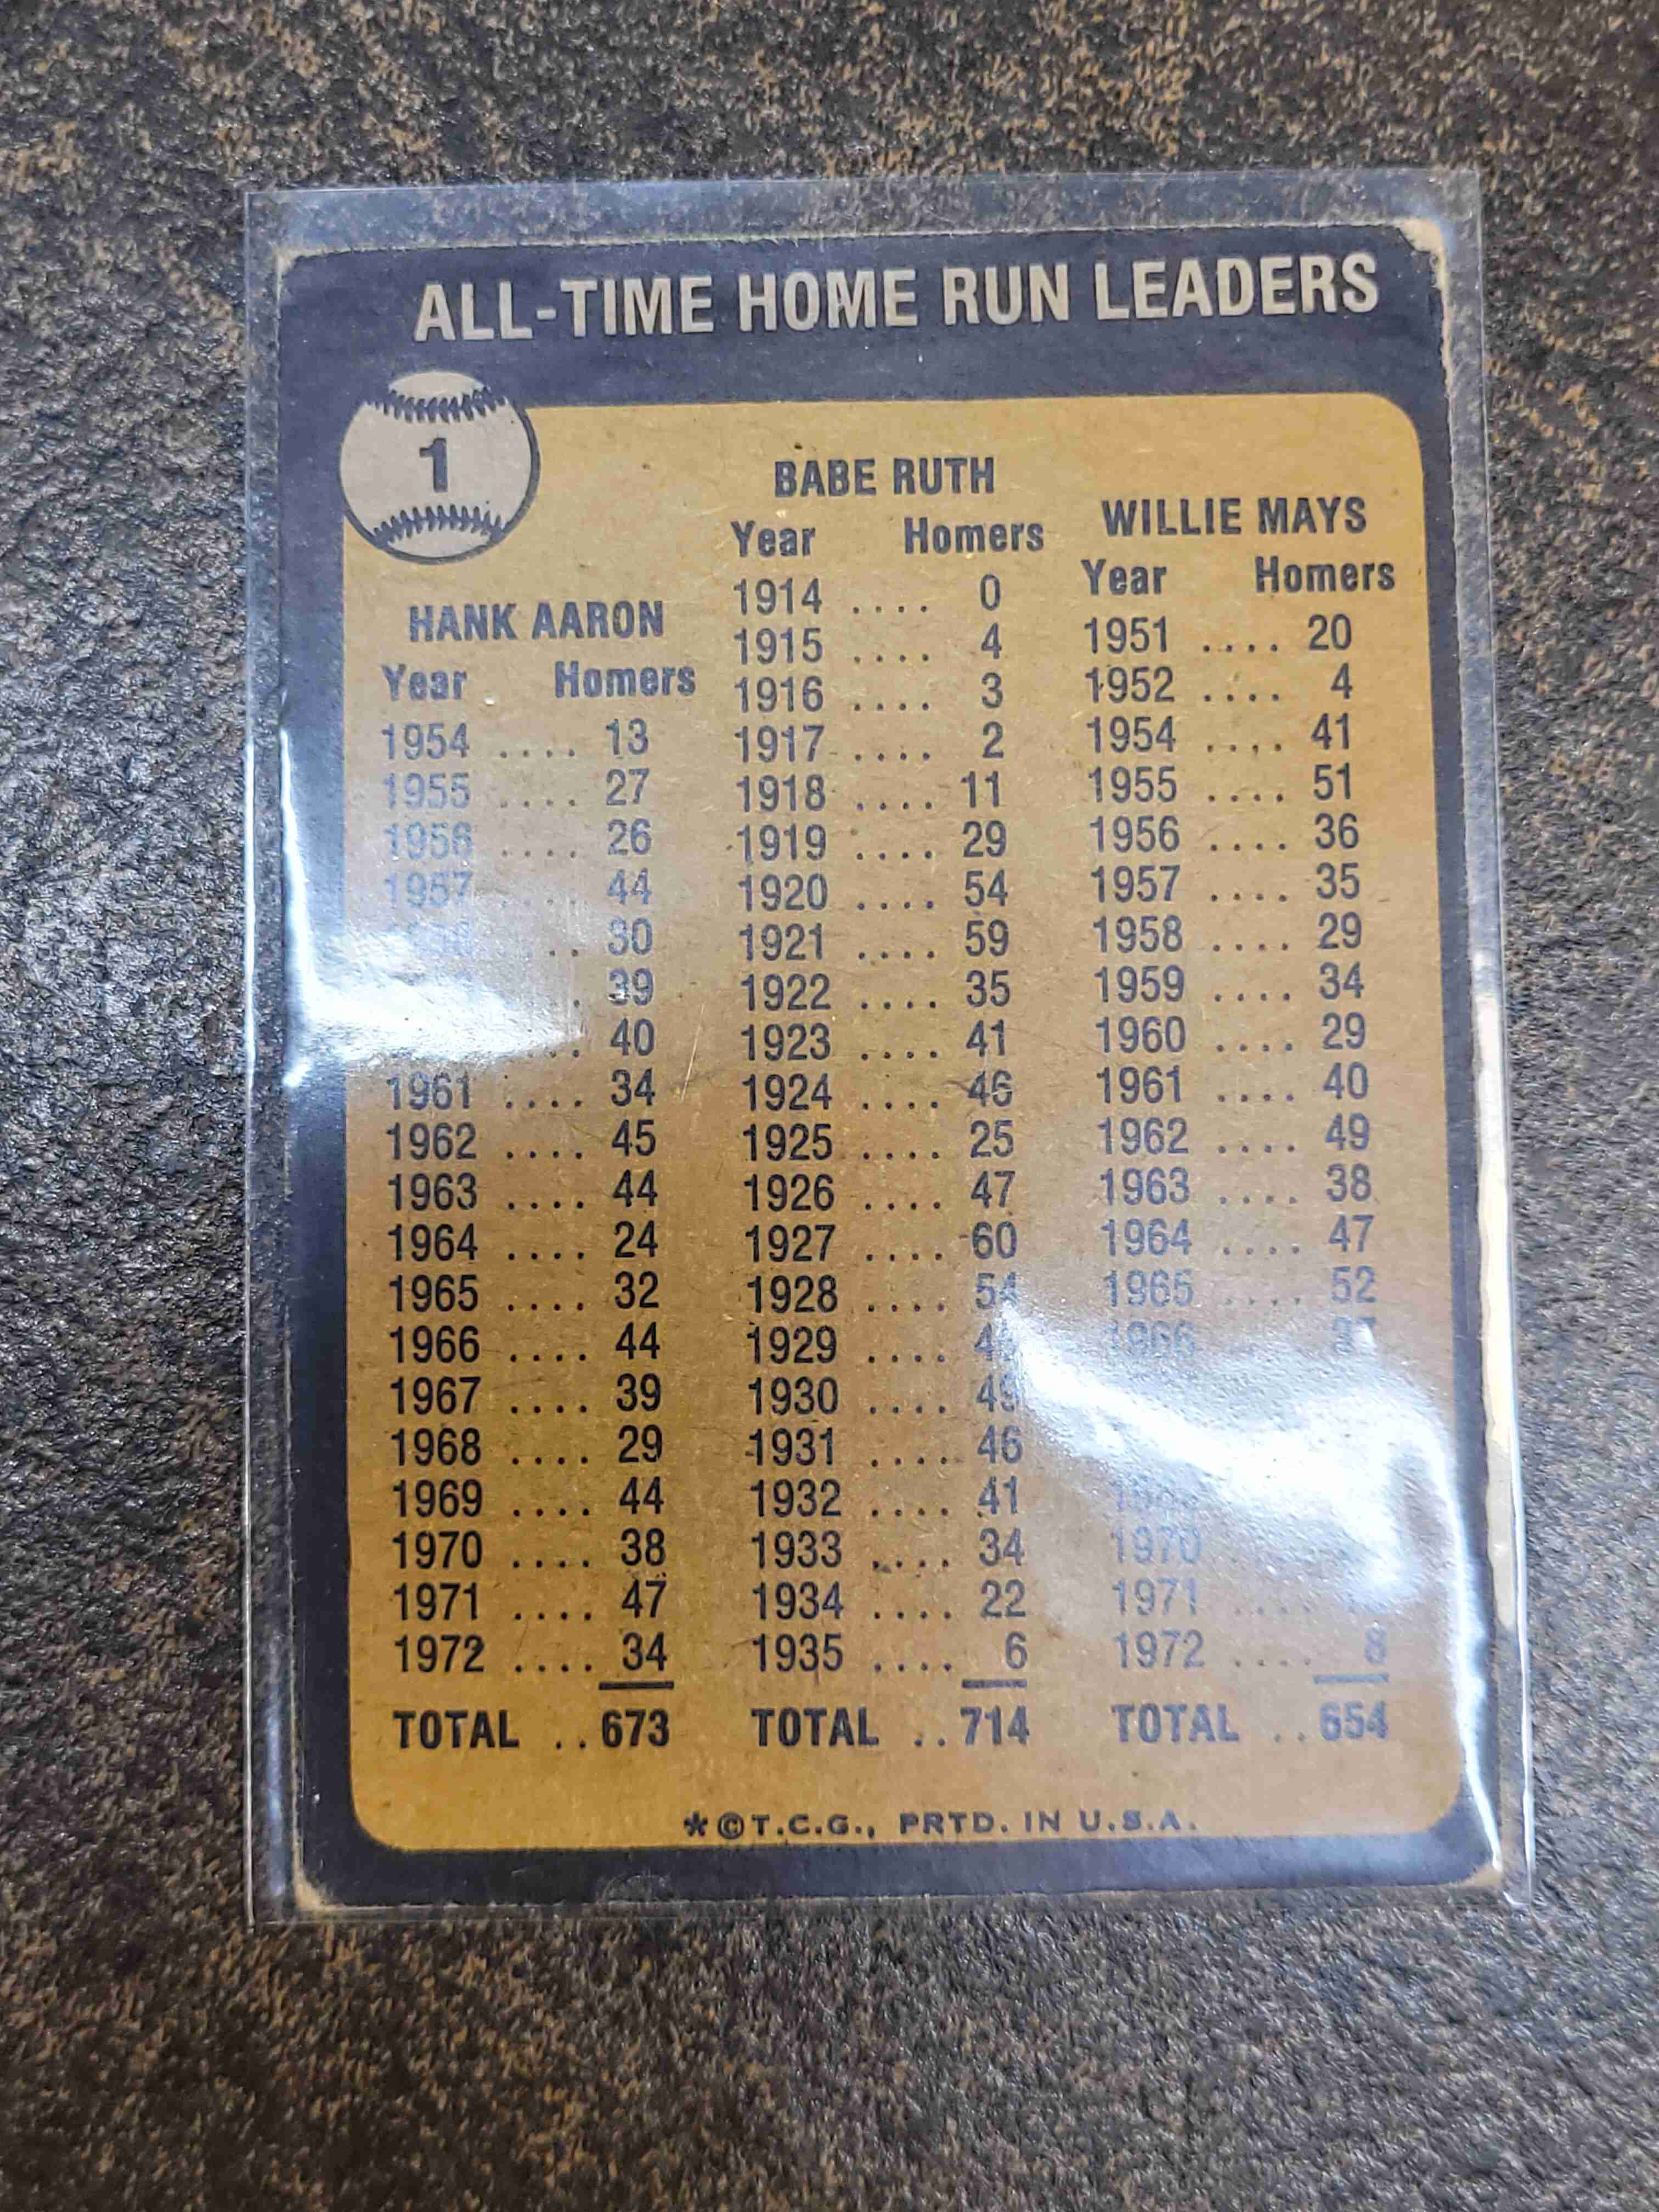 ALL-TIME HOME RUN LEADERS
1
HANK AARON
Year Homers
1954 .... 13
1955 .... 27
1956 .... 26
1957 .... 44
.. 30
. 39
.. 40
1961 .... 34
1962 .... 45
1963 .... 44
1964 .... 24
1965 .... 32
1966 .... 44
1967 .... 39
1968 .... 29
1969 .... 44
1970 .... 38
1971 .... 47
1972 .... 34
TOTAL .. 673
BABE RUTH
Year Homers
1914 .... 0
1915 .... 4
1916 .... 3
1917 .... 2
1918 .... 11
1919 .... 29
1920 .... 54
1921 .... 59
1922 .... 35
1923 .... 41
1924 .... 46
1925 .... 25
1926 .... 47
1927 .... 60
1928 .... 54
1929 ....
1930 .... 49
1931 .... 46
1932 .... 41
1933 .... 34
1934 .... 22
1935 .... 6
TOTAL .. 714
WILLIE MAYS
Year Homers
1951 .... 20
1952 .... 4
1954 .... 41
1955 .... 51
1956 .... 36
1957 .... 35
1958 .... 29
1959 .... 34
1960 .... 29
1961 .... 40
1962 .... 49
1963 .... 38
1964 .... 47
1965 .... 52
1966
1970
1971 ....
1972 .... 8
TOTAL .. 654
*©T.C.G., PRTD. IN U.S.A.